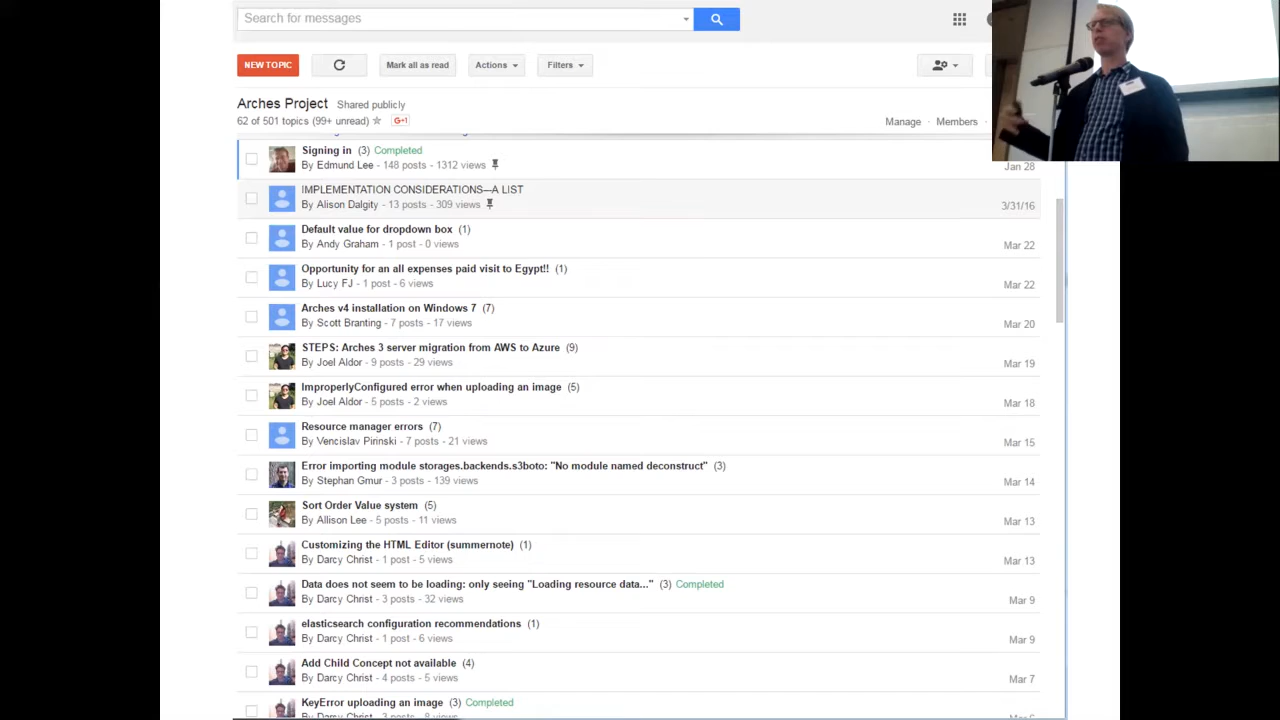 Search for messages
NEW TOPIC
Mark all as read
Actions
Filters
Arches Project Shared publicly
62 of 501 topics (99+ unread) G+1
Manage · Members ·
Signing in (3) Completed
By Edmund Lee - 148 posts - 1312 views
Jan 28
IMPLEMENTATION CONSIDERATIONS—A LIST
By Alison Dalgity - 13 posts - 309 views
3/31/16
Default value for dropdown box (1)
By Andy Graham - 1 post - 0 views
Mar 22
Opportunity for an all expenses paid visit to Egypt!! (1)
By Lucy FJ - 1 post - 6 views
Mar 22
Arches v4 installation on Windows 7 (7)
By Scott Branting - 7 posts - 17 views
Mar 20
STEPS: Arches 3 server migration from AWS to Azure (9)
By Joel Aldor - 9 posts - 29 views
Mar 19
ImproperlyConfigured error when uploading an image (5)
By Joel Aldor - 5 posts - 2 views
Mar 18
Resource manager errors (7)
By Vencislav Pirinski - 7 posts - 21 views
Mar 15
Error importing module storages.backends.s3boto: "No module named deconstruct" (3)
By Stephan Gmur - 3 posts - 139 views
Mar 14
Sort Order Value system (5)
By Allison Lee - 5 posts - 11 views
Mar 13
Customizing the HTML Editor (summernote) (1)
By Darcy Christ - 1 post - 5 views
Mar 13
Data does not seem to be loading: only seeing "Loading resource data..." (3) Completed
By Darcy Christ - 3 posts - 32 views
Mar 9
elasticsearch configuration recommendations (1)
By Darcy Christ - 1 post - 6 views
Mar 9
Add Child Concept not available (4)
By Darcy Christ - 4 posts - 5 views
Mar 7
KeyError uploading an image (3) Completed
By Darcy Christ - 3 posts - 8 views